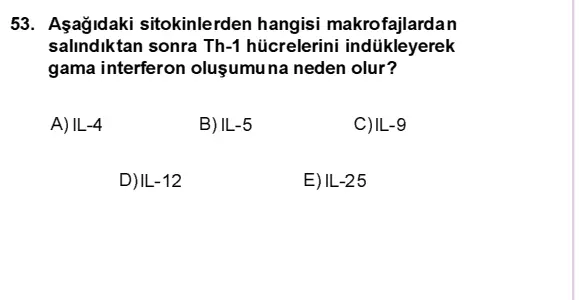 53. Aşağıdaki sitokinlerden hangisi makrofajlardan
salındıktan sonra Th-1 hücrelerini indükleyerek
gama interferon oluşumuna neden olur?
A) IL-4 B) IL-5 C) IL-9
D) IL-12 E) IL-25